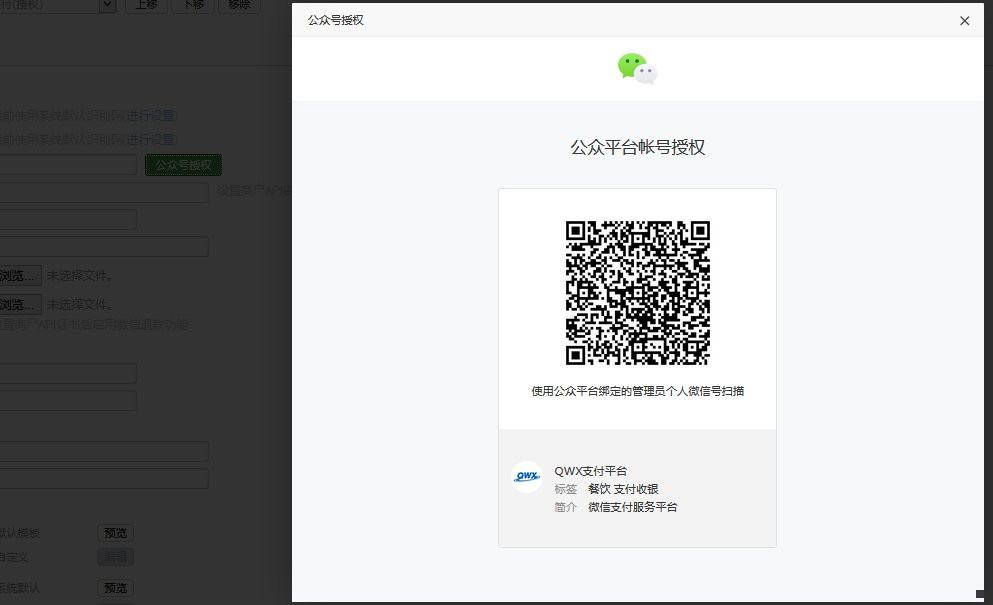 付(授权)
上移
下移
移除
公众号授权
前使用系统默认识别码(进行设置)
前使用系统默认识别码(进行设置)
公众号授权
设置商户API
浏览... 未选择文件。
浏览... 未选择文件。
置商户API证书后启用微信退款功能
默认模板 预览
自定义 编辑
系统默认 预览
公众平台帐号授权
使用公众平台绑定的管理员个人微信号扫描
QWX
QWX支付平台
标签 餐饮 支付收银
简介 微信支付服务平台